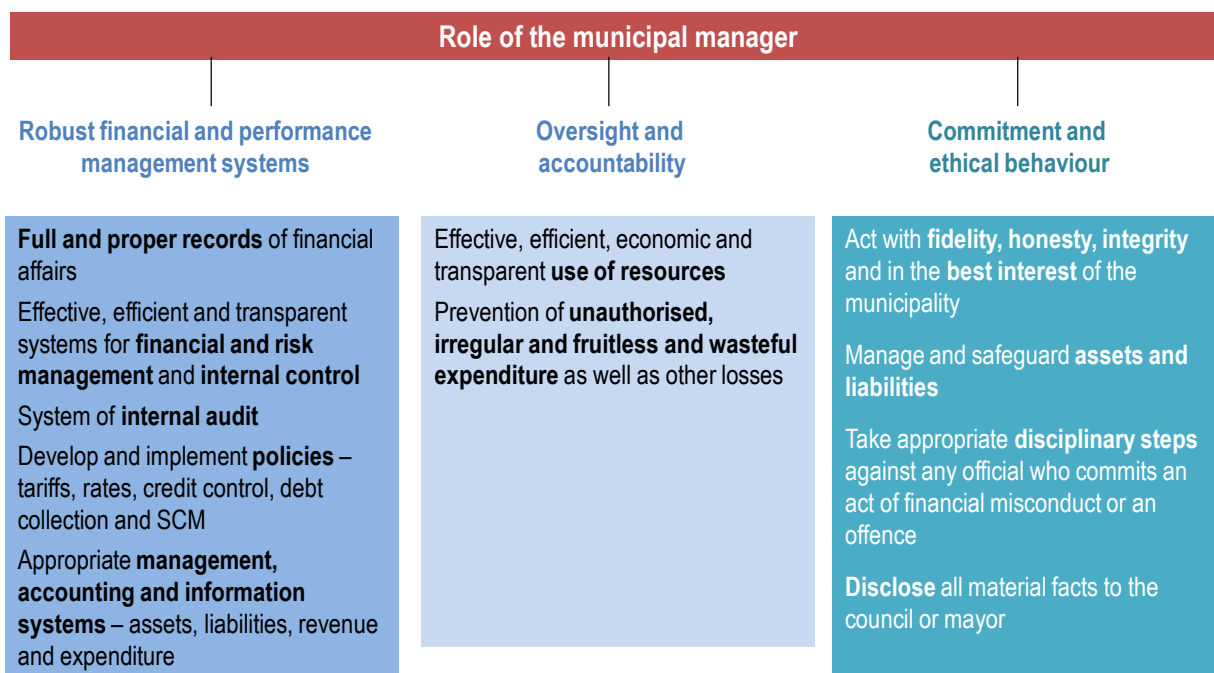 Role of the municipal manager
Robust financial and performance
management systems
Full and proper records of financial
affairs
Effective, efficient and transparent
systems for financial and risk
management and internal control
System of internal audit
Develop and implement policies –
tariffs, rates, credit control, debt
collection and SCM
Appropriate management,
accounting and information
systems – assets, liabilities, revenue
and expenditure
Oversight and
accountability
Effective, efficient, economic and
transparent use of resources
Prevention of unauthorised,
irregular and fruitless and wasteful
expenditure as well as other losses
Commitment and
ethical behaviour
Act with fidelity, honesty, integrity
and in the best interest of the
municipality
Manage and safeguard assets and
liabilities
Take appropriate disciplinary steps
against any official who commits an
act of financial misconduct or an
offence
Disclose all material facts to the
council or mayor